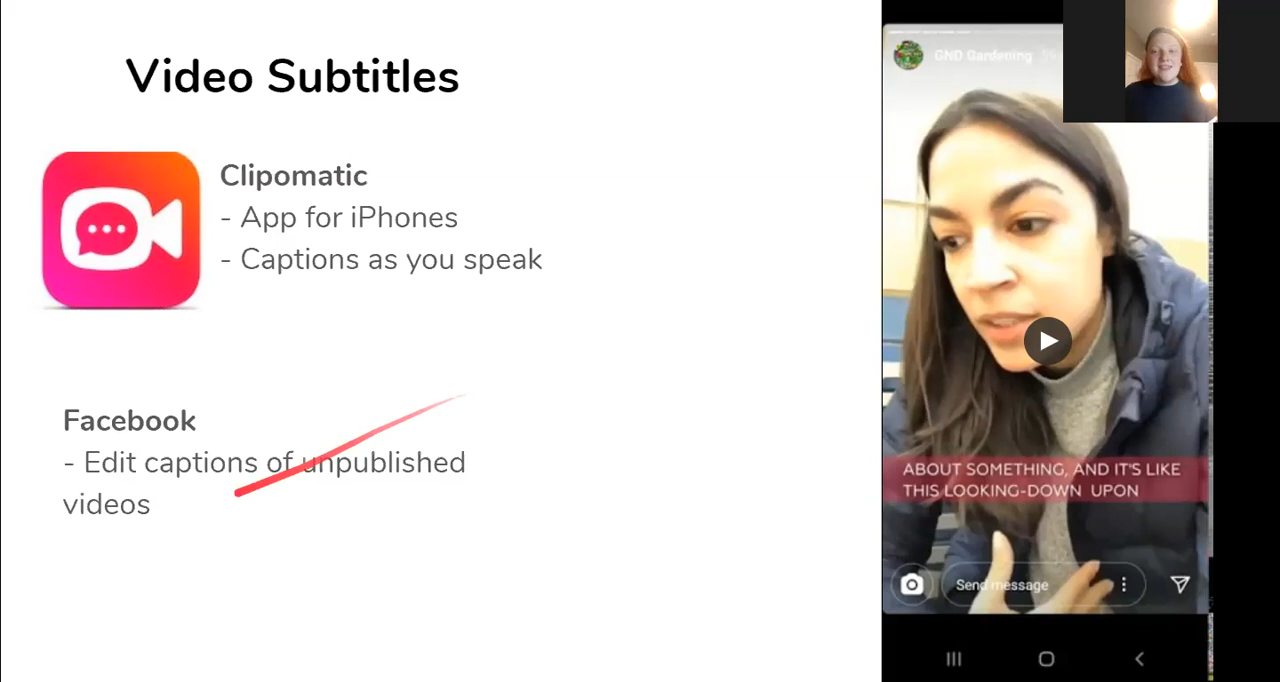 Video Subtitles
Clipomatic
- App for iPhones
- Captions as you speak
Facebook
- Edit captions of unpublished
videos
GND Gardening
ABOUT SOMETHING, AND IT'S LIKE
THIS LOOKING-DOWN UPON
Send message